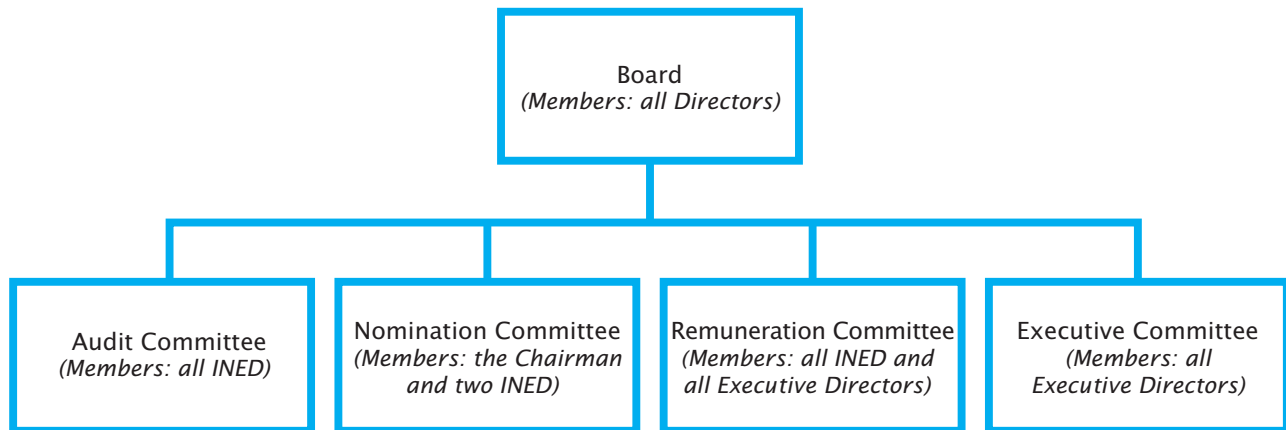 Board
(Members: all Directors)
Audit Committee
(Members: all INED)
Nomination Committee
(Members: the Chairman
and two INED)
Remuneration Committee
(Members: all INED and
all Executive Directors)
Executive Committee
(Members: all
Executive Directors)